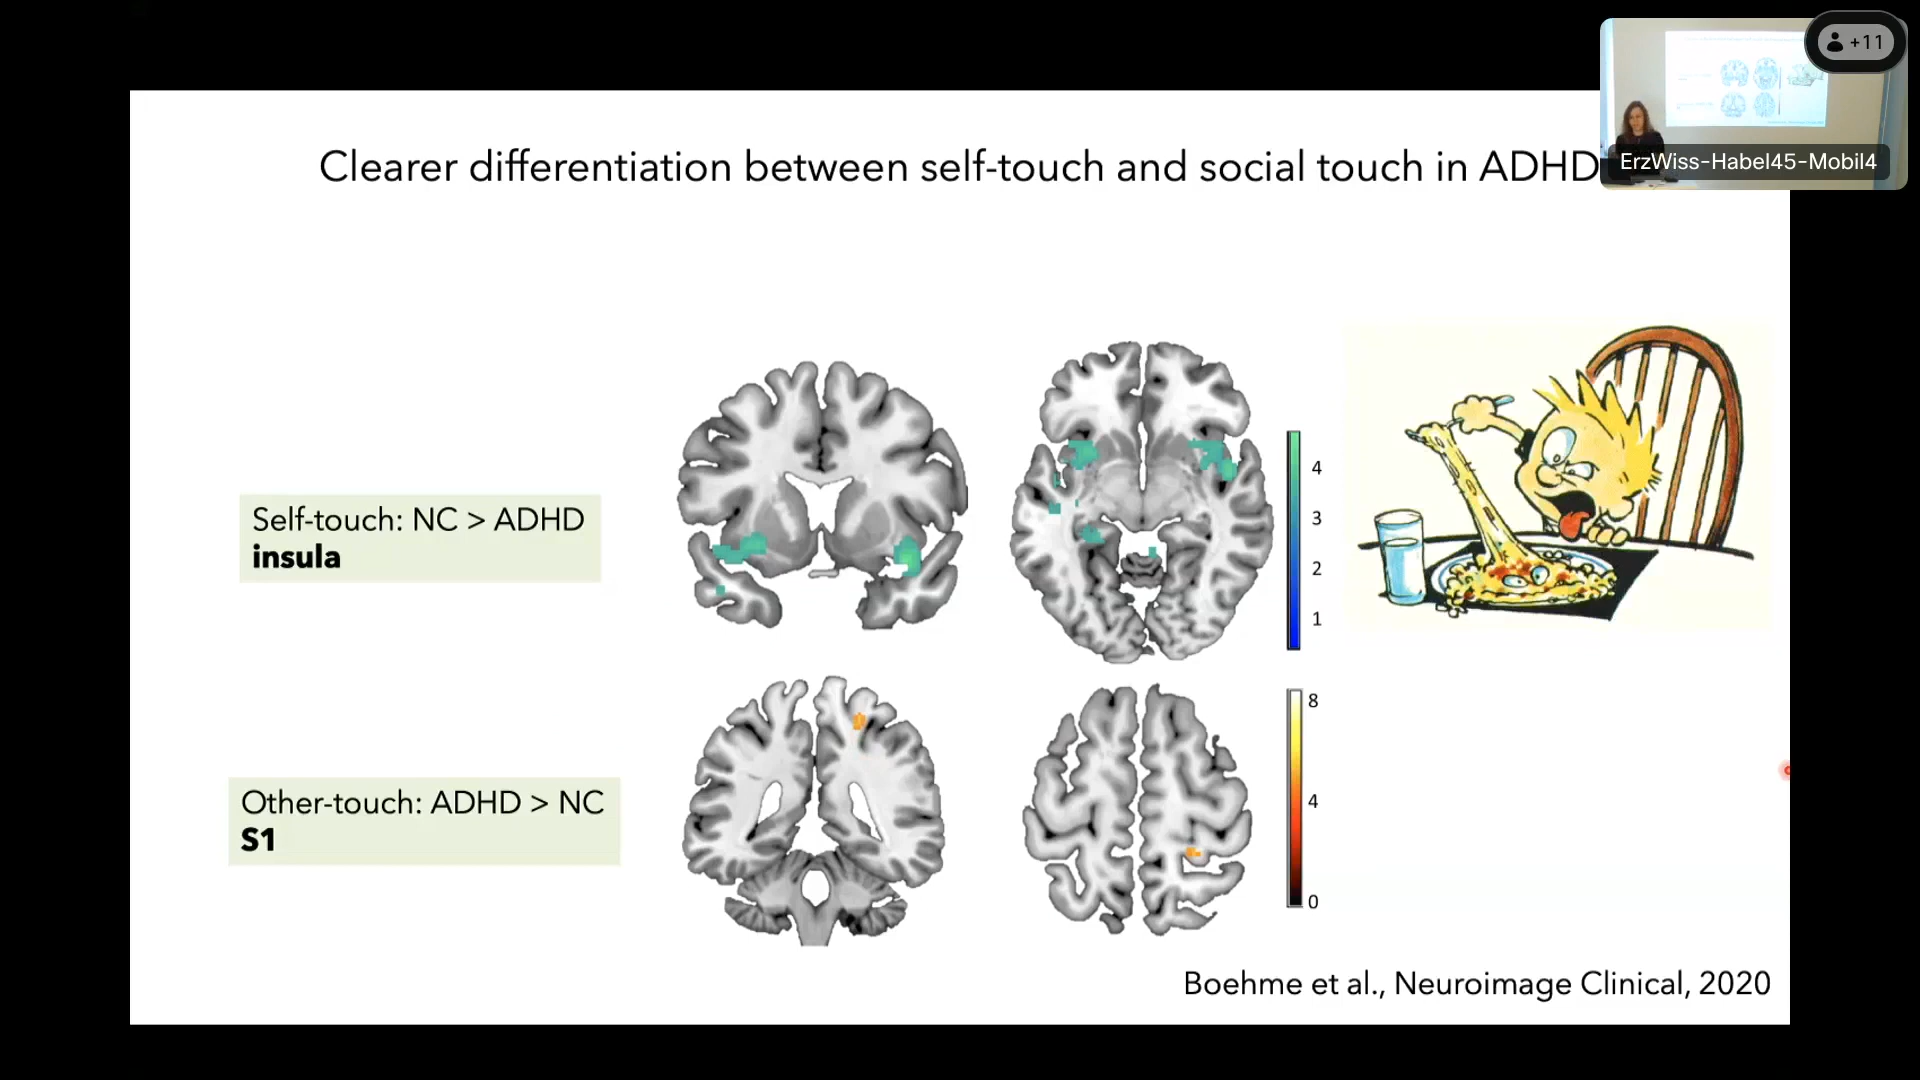 +11
ErzWiss-Habel45-Mobil4
Clearer differentiation between self-touch and social touch in ADHD
Self-touch: NC > ADHD
insula
4
3
2
1
Other-touch: ADHD > NC
S1
8
4
0
Boehme et al., Neuroimage Clinical, 2020